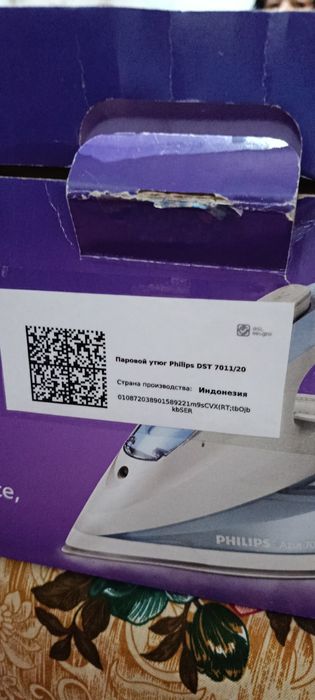 Паровой утюг Philips DST 7011/20
Страна производства: Индонезия
010872038901589221m9sCVX(RT;tbOjb
kbSER
PHILIPS